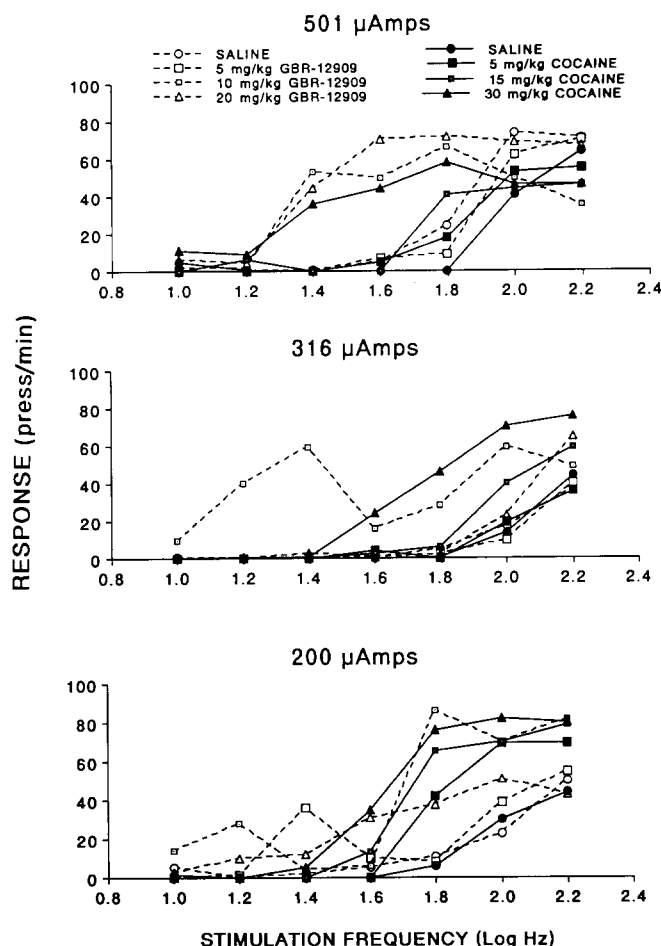 501 µAmps
SALINE
5 mg/kg GBR-12909
10 mg/kg GBR-12909
20 mg/kg GBR-12909
SALINE
5 mg/kg COCAINE
15 mg/kg COCAINE
30 mg/kg COCAINE
100
80
60
40
20
0
0.8 1.0 1.2 1.4 1.6 1.8 2.0 2.2 2.4
316 µAmps
RESPONSE (press/min)
100
80
60
40
20
0
0.8 1.0 1.2 1.4 1.6 1.8 2.0 2.2 2.4
200 µAmps
100
80
60
40
20
0
0.8 1.0 1.2 1.4 1.6 1.8 2.0 2.2 2.4
STIMULATION FREQUENCY (Log Hz)